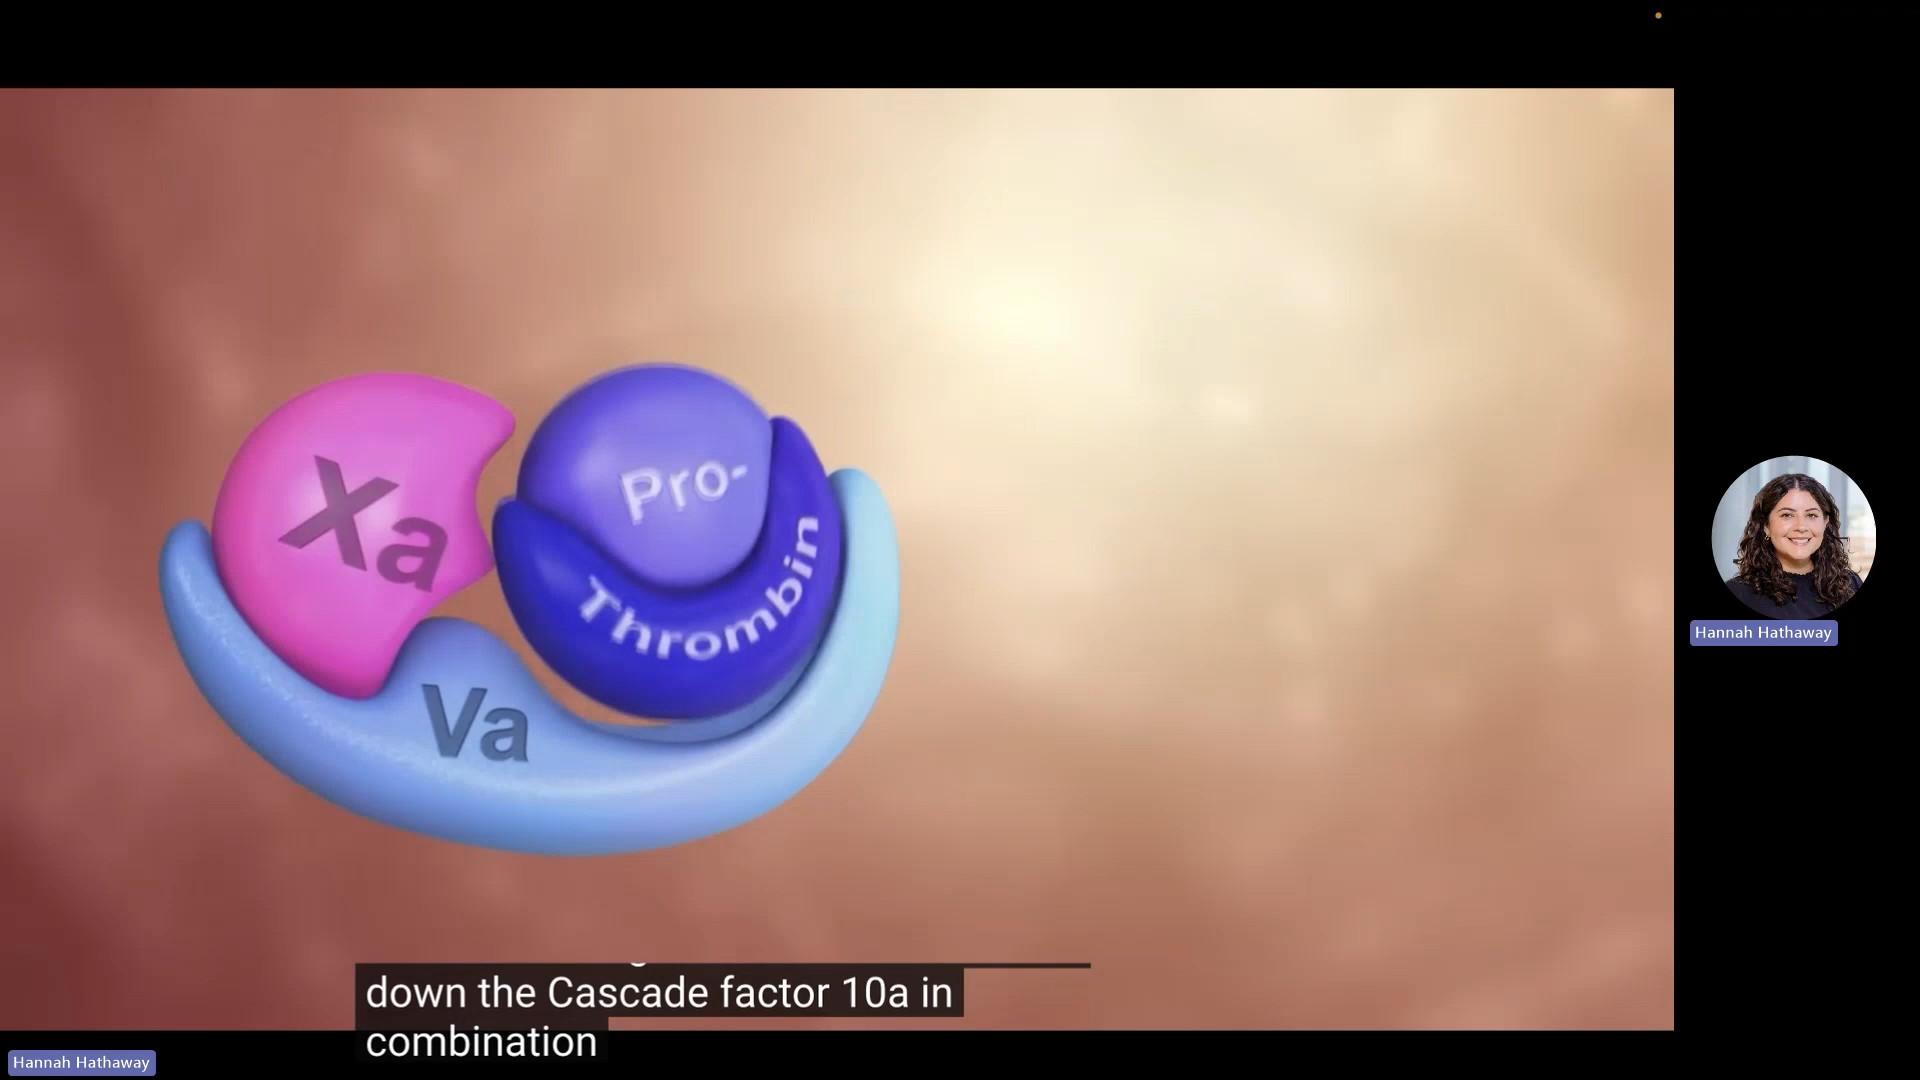 Xa
Pro-
Thrombin
Va
down the Cascade factor 10a in
combination
Hannah Hathaway
Hannah Hathaway